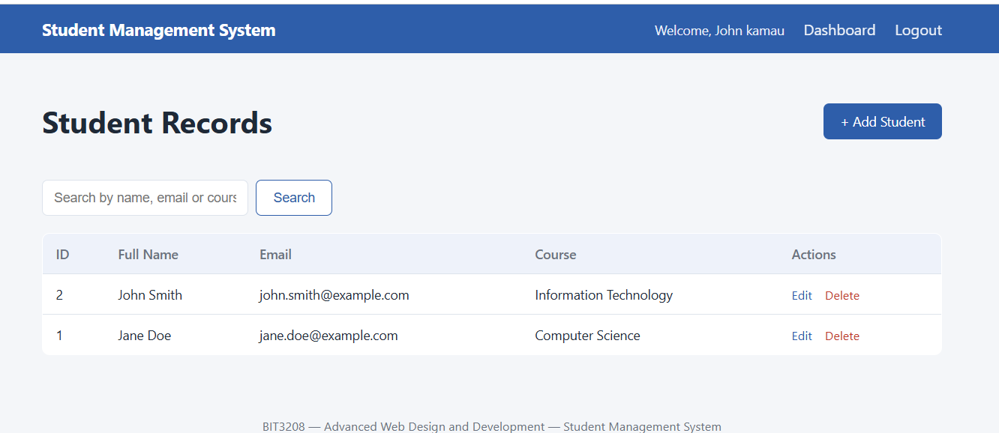 Student Management System Welcome, John kamau Dashboard Logout
Student Records + Add Student
Search by name, email or cours Search
ID Full Name Email Course Actions
2 John Smith john.smith@example.com Information Technology Edit Delete
1 Jane Doe jane.doe@example.com Computer Science Edit Delete
BIT3208 — Advanced Web Design and Development — Student Management System